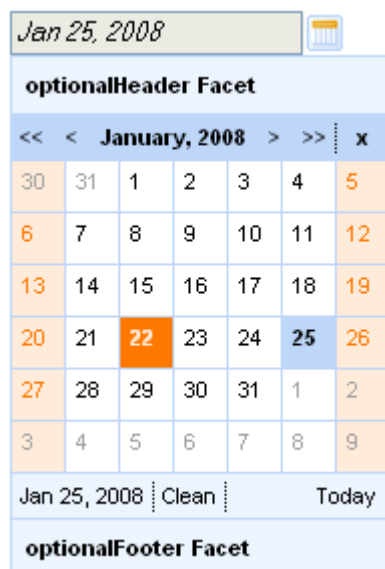 Jan 25, 2008
optionalHeader Facet
<< < January, 2008 > >> x
30 31 1 2 3 4 5
6 7 8 9 10 11 12
13 14 15 16 17 18 19
20 21 22 23 24 25 26
27 28 29 30 31 1 2
3 4 5 6 7 8 9
Jan 25, 2008 Clean Today
optionalFooter Facet